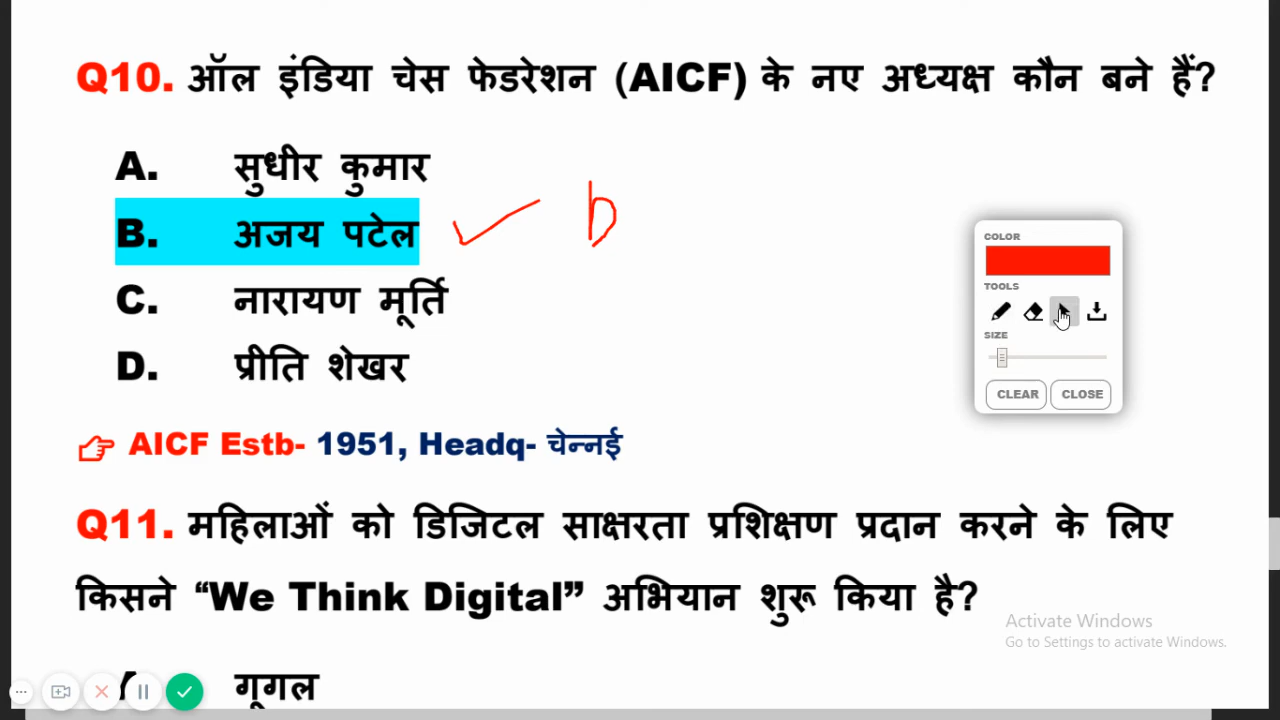 Q10. ऑल इंडिया चेस फेडरेशन (AICF) के नए अध्यक्ष कौन बने हैं?
A. सुधीर कुमार
B. अजय पटेल b
C. नारायण मूर्ति
D. प्रीति शेखर
AICF Estb- 1951, Headq- चेन्नई
Q11. महिलाओं को डिजिटल साक्षरता प्रशिक्षण प्रदान करने के लिए
किसने “We Think Digital” अभियान शुरू किया है?
A. गूगल
COLOR
TOOLS
SIZE
CLEAR CLOSE
Activate Windows
Go to Settings to activate Windows.